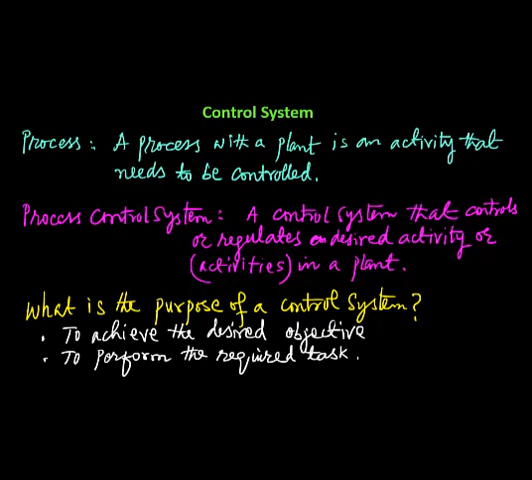 Control System
Process: A process with a plant is an activity that
needs to be controlled.
Process Control System: A control system that controls
or regulates a desired activity or
(activities) in a plant.
What is the purpose of a control system?
• To achieve the desired objective
• To perform the required task.